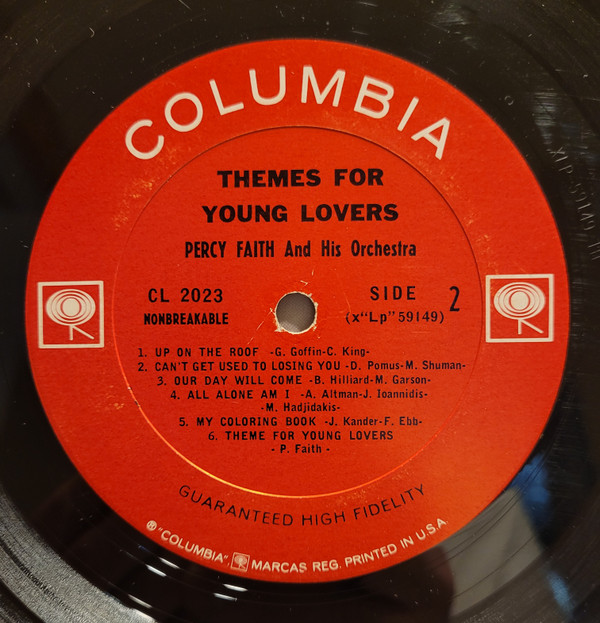 COLUMBIA
THEMES FOR
YOUNG LOVERS
PERCY FAITH And His Orchestra
CL 2023
NONBREAKABLE
SIDE 2
(x"Lp" 59149)
1. UP ON THE ROOF -G. Goffin-C. King-
2. CAN'T GET USED TO LOSING YOU -D. Pomus-M. Shuman-
3. OUR DAY WILL COME -B. Hilliard-M. Garson-
4. ALL ALONE AM I -A. Altman-J. Ioannidis-
-M. Hadjidakis-
5. MY COLORING BOOK -J. Kander-F. Ebb-
6. THEME FOR YOUNG LOVERS
- P. Faith -
GUARANTEED HIGH FIDELITY
® "COLUMBIA", MARCAS REG. PRINTED IN U.S.A.